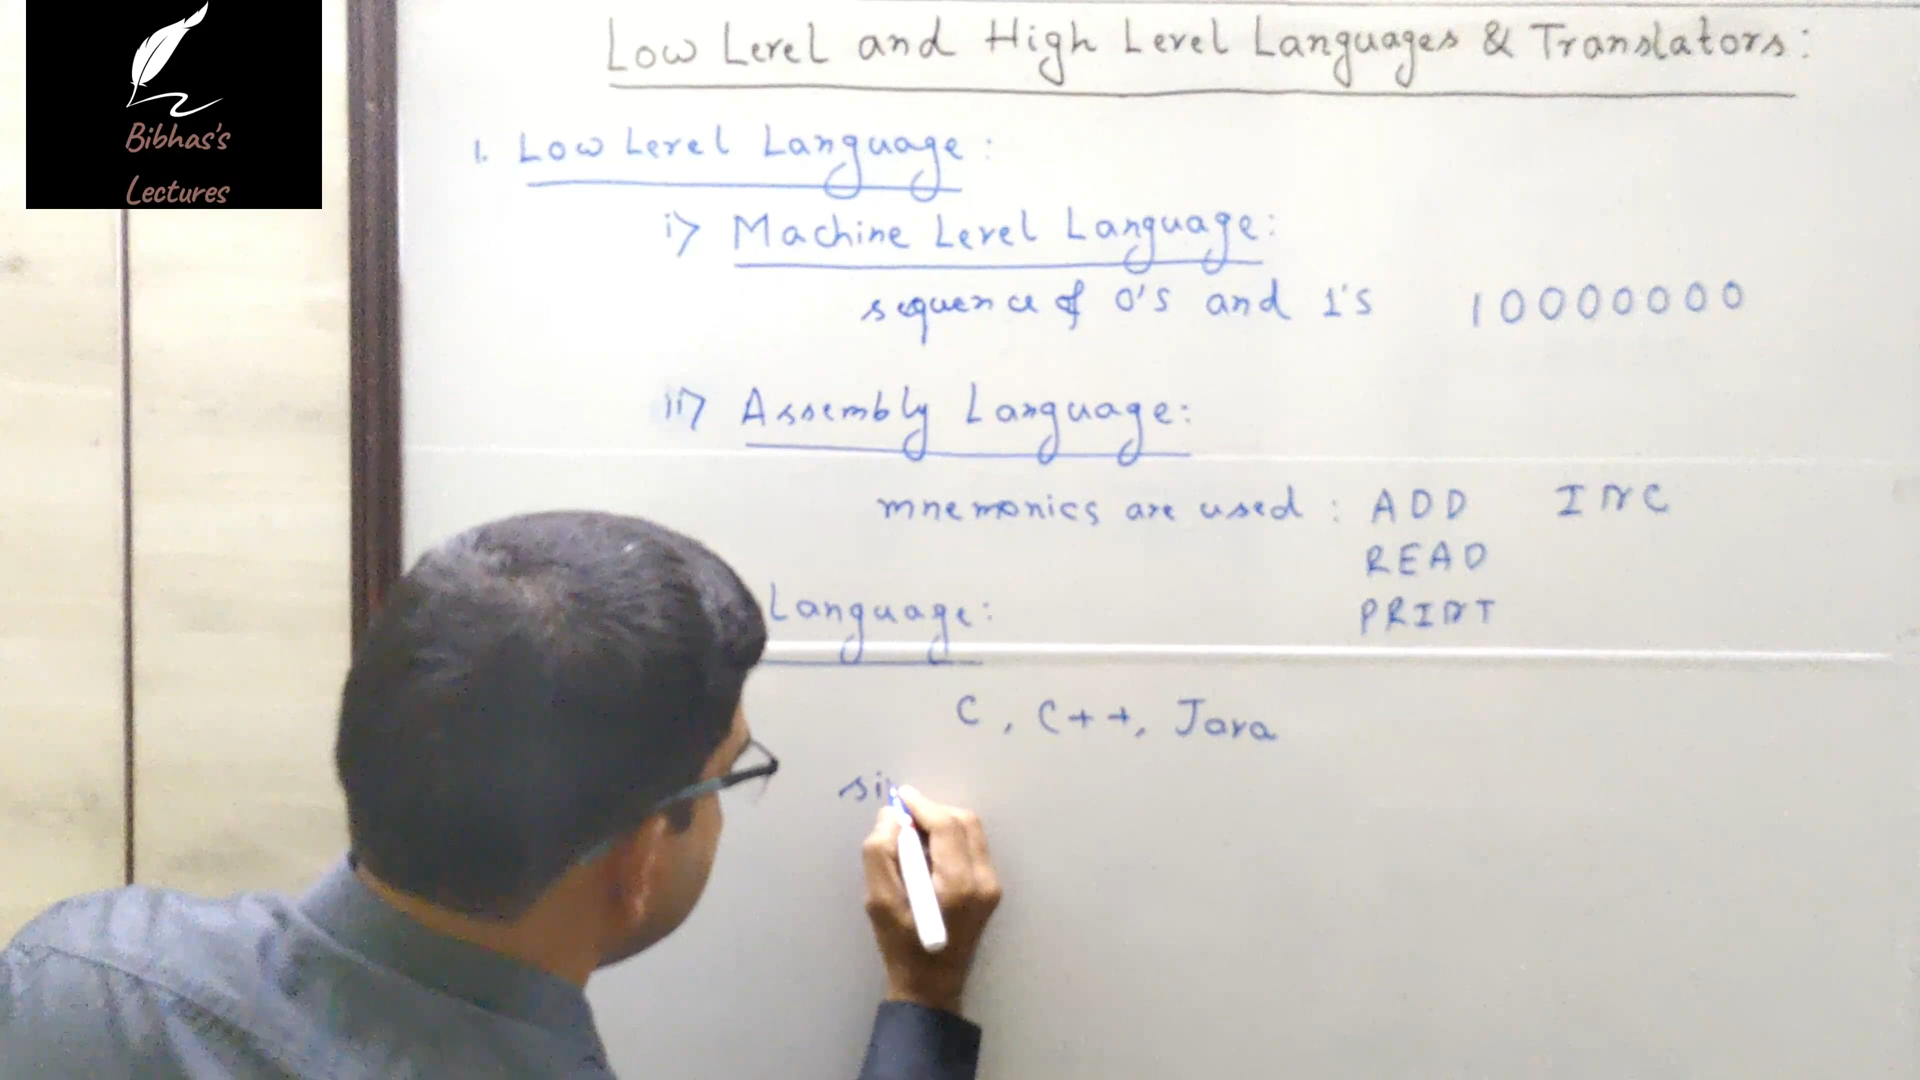 Bibhas's
Lectures
Low Level and High Level Languages & Translators:
1. Low Level Language:
i) Machine Level Language:
sequence of 0's and 1's 10000000
ii) Assembly Language:
mnemonics are used : ADD INC
READ
PRINT
Language:
C, C++, Java
si